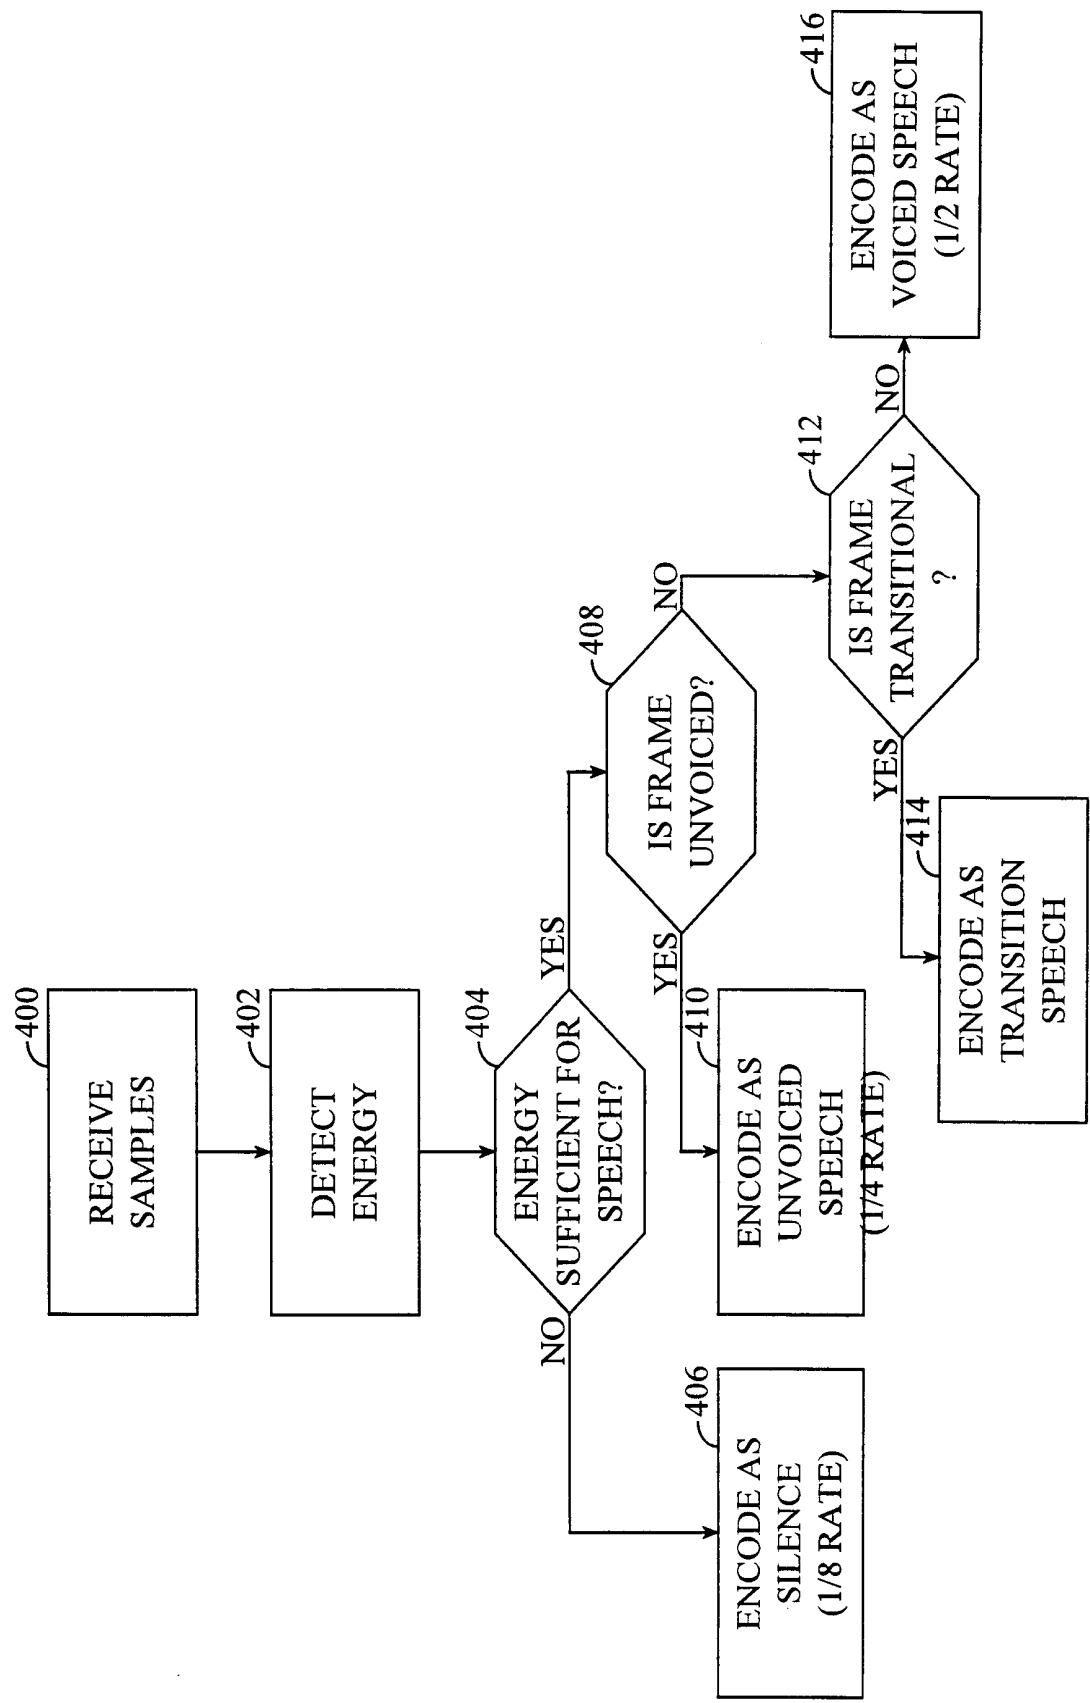 400
RECEIVE
SAMPLES
402
DETECT
ENERGY
404
ENERGY
SUFFICIENT FOR
SPEECH?
NO
YES
406
ENCODE AS
SILENCE
(1/8 RATE)
408
IS FRAME
UNVOICED?
YES
NO
410
ENCODE AS
UNVOICED
SPEECH
(1/4 RATE)
412
IS FRAME
TRANSITIONAL
?
YES
NO
414
ENCODE AS
TRANSITION
SPEECH
416
ENCODE AS
VOICED SPEECH
(1/2 RATE)